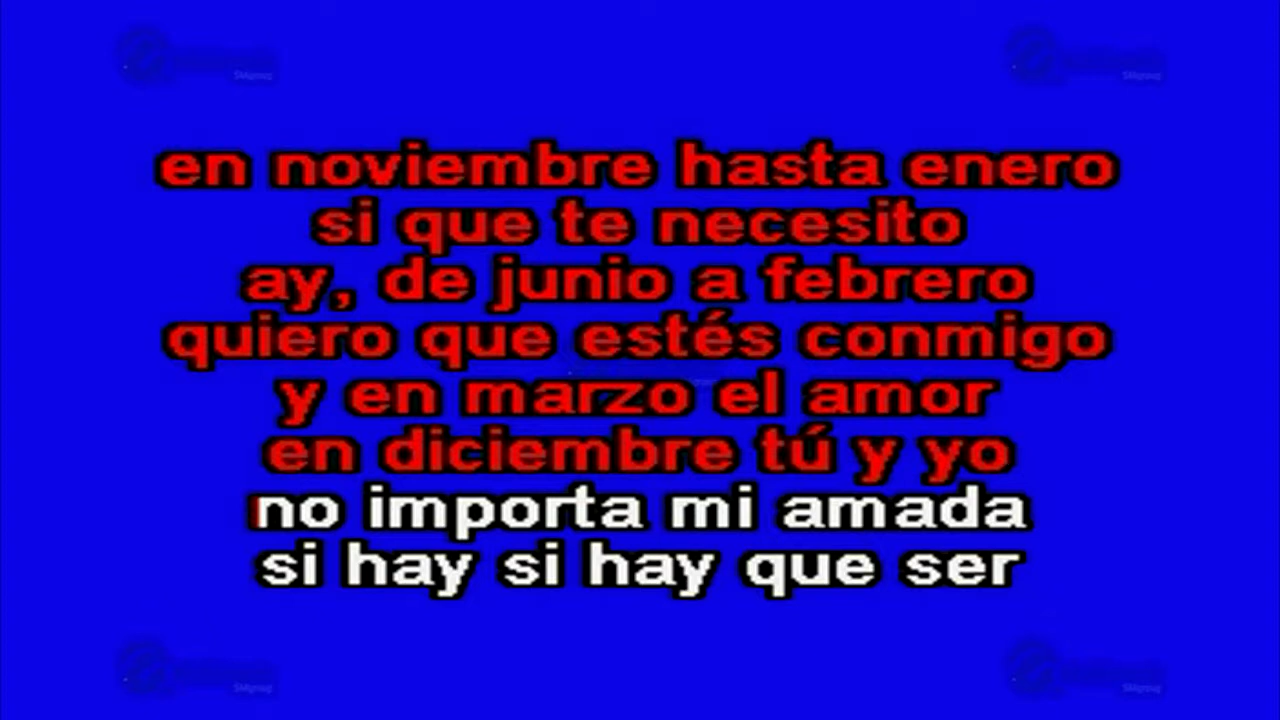 en noviembre hasta enero
si que te necesito
ay, de junio a febrero
quiero que estés conmigo
y en marzo el amor
en diciembre tú y yo
no importa mi amada
si hay si hay que ser